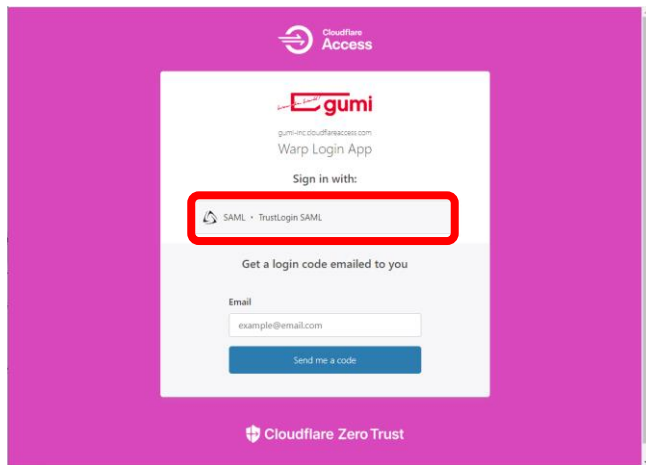 Cloudflare
Access
gumi
gumi-inc.cloudflareaccess.com
Warp Login App
Sign in with:
SAML • TrustLogin SAML
Get a login code emailed to you
Email
example@email.com
Send me a code
Cloudflare Zero Trust